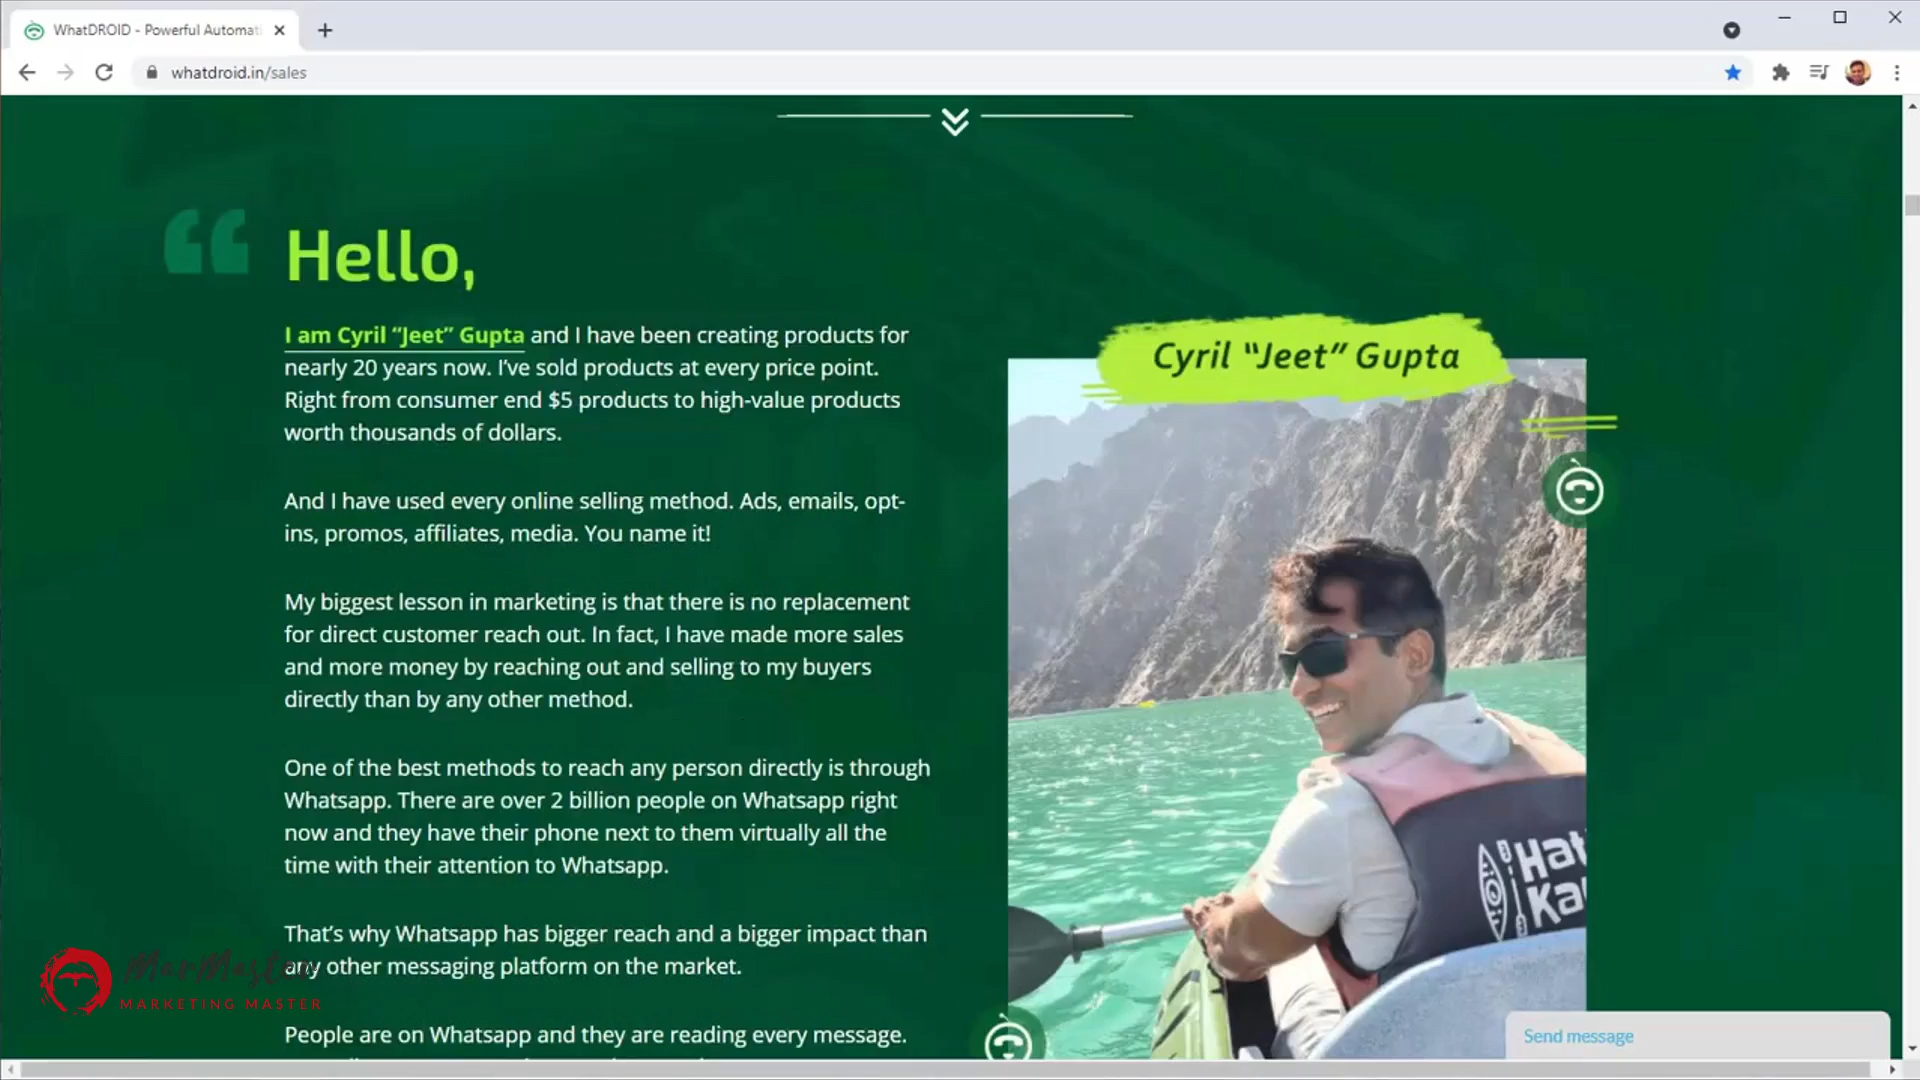 WhatDROID - Powerful Automati
whatdroid.in/sales
Hello,
I am Cyril “Jeet” Gupta and I have been creating products for
nearly 20 years now. I’ve sold products at every price point.
Right from consumer end $5 products to high-value products
worth thousands of dollars.
And I have used every online selling method. Ads, emails, opt-
ins, promos, affiliates, media. You name it!
My biggest lesson in marketing is that there is no replacement
for direct customer reach out. In fact, I have made more sales
and more money by reaching out and selling to my buyers
directly than by any other method.
One of the best methods to reach any person directly is through
Whatsapp. There are over 2 billion people on Whatsapp right
now and they have their phone next to them virtually all the
time with their attention to Whatsapp.
That’s why Whatsapp has bigger reach and a bigger impact than
any other messaging platform on the market.
People are on Whatsapp and they are reading every message.
Cyril “Jeet” Gupta
Hat
Ka
MarMaster
MARKETING MASTER
Send message